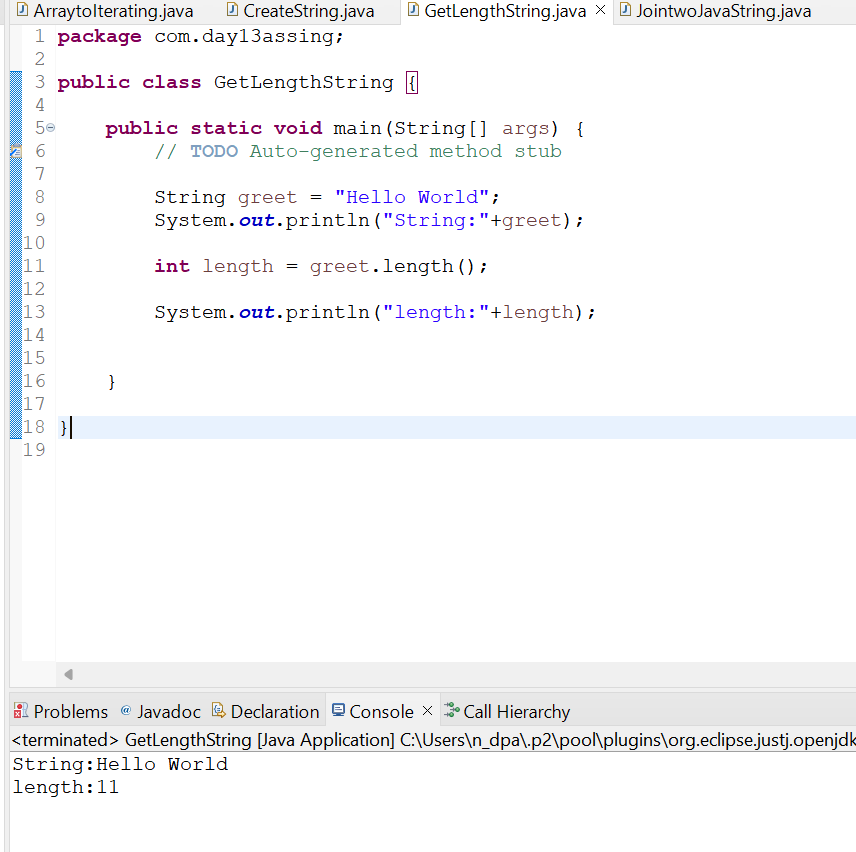 ArraytoIterating.java CreateString.java GetLengthString.java JointwoJavaString.java
1 package com.day13assing;
2
3 public class GetLengthString {
4
5 public static void main(String[] args) {
6 // TODO Auto-generated method stub
7
8 String greet = "Hello World";
9 System.out.println("String:"+greet);
10
11 int length = greet.length();
12
13 System.out.println("length:"+length);
14
15
16 }
17
18 }
19
Problems @ Javadoc Declaration Console Call Hierarchy
<terminated> GetLengthString [Java Application] C:\Users\n_dpa\.p2\pool\plugins\org.eclipse.justj.openjdk
String:Hello World
length:11